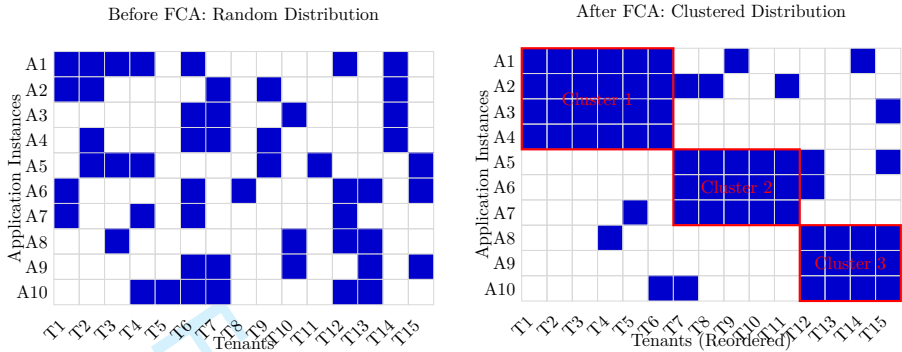 Before FCA: Random Distribution
Application Instances
A1
A2
A3
A4
A5
A6
A7
A8
A9
A10
T1 T2 T3 T4 T5 T6 T7 T8 T9 T10 T11 T12 T13 T14 T15
Tenants
After FCA: Clustered Distribution
Application Instances
A1
A2
A3
A4
A5
A6
A7
A8
A9
A10
Cluster 1
Cluster 2
Cluster 3
T1 T2 T3 T4 T5 T6 T7 T8 T9 T10 T11 T12 T13 T14 T15
Tenants (Reordered)